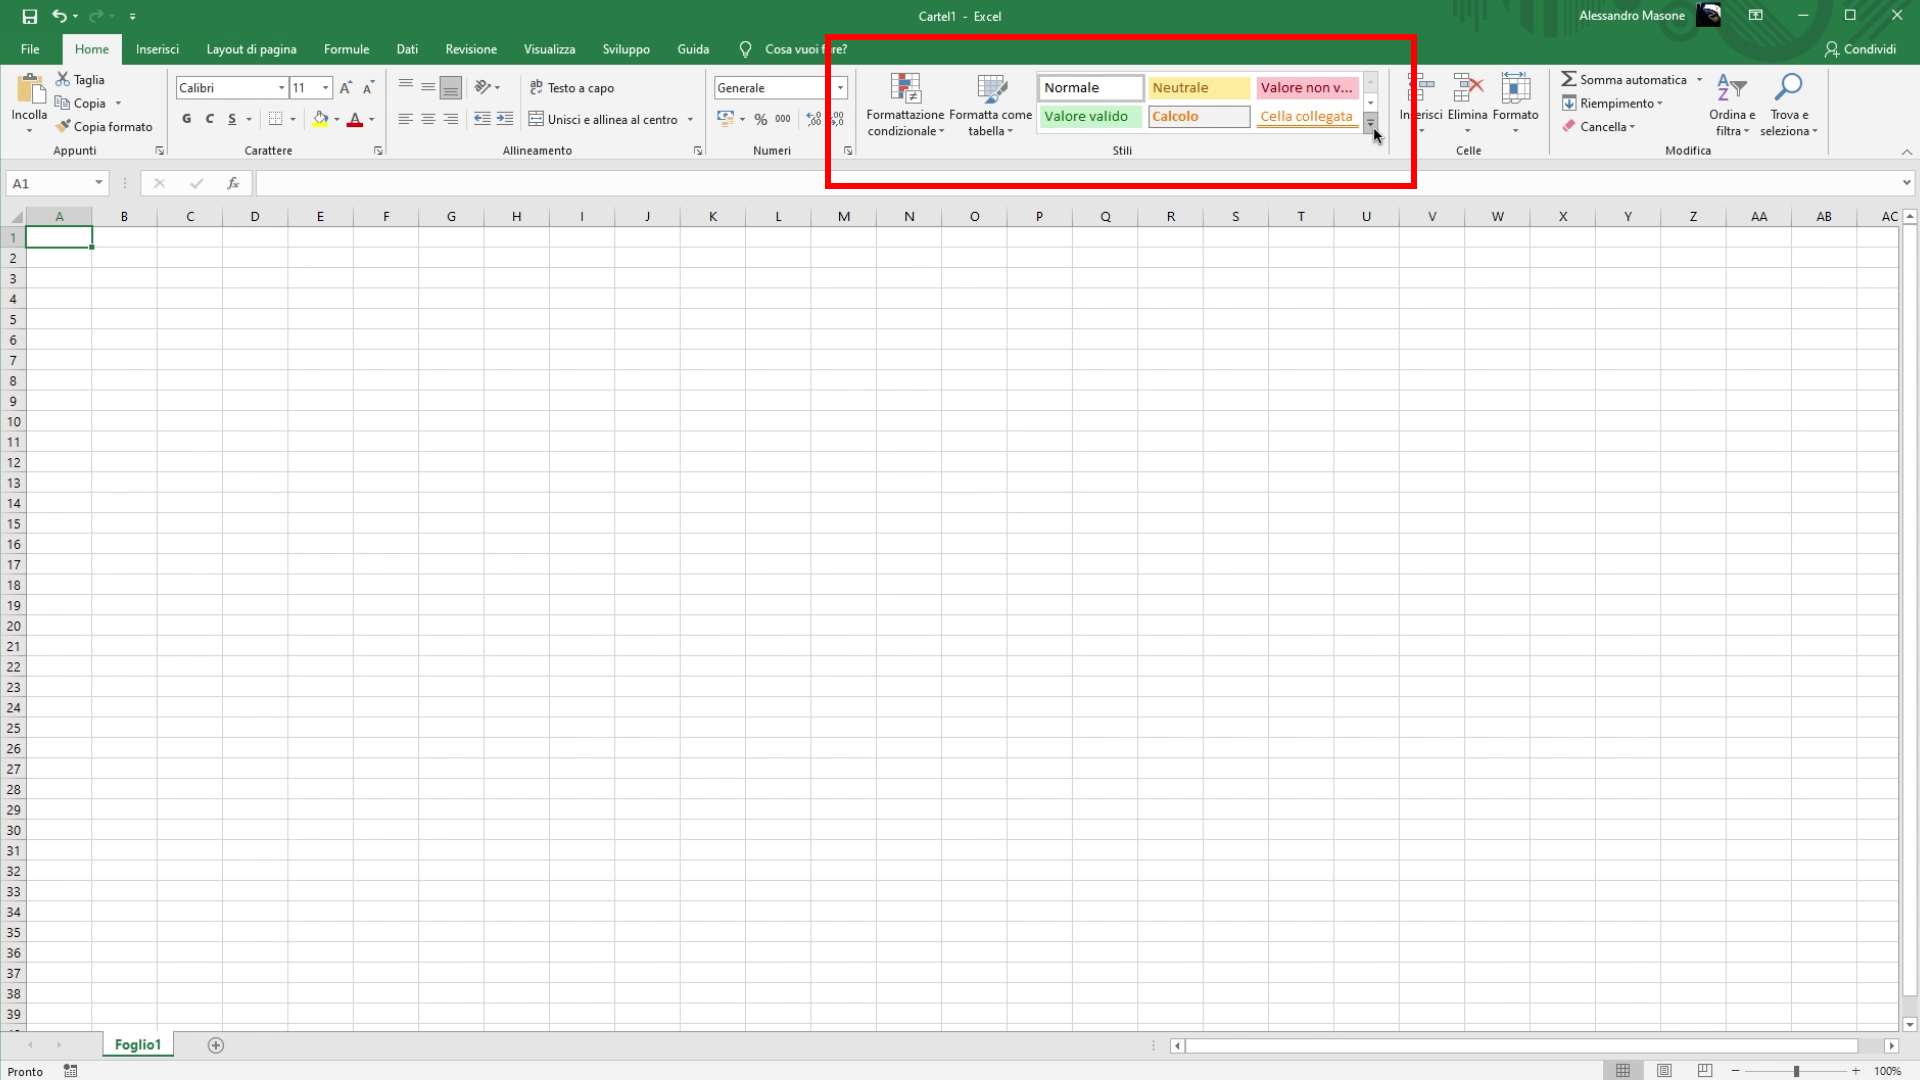 Cartel1 - Excel
Alessandro Masone
File Home Inserisci Layout di pagina Formule Dati Revisione Visualizza Sviluppo Guida Cosa vuoi fare? Condividi
Incolla
Taglia
Copia
Copia formato
Appunti
Calibri 11
G C S
A
Carattere
ab Testo a capo
Unisci e allinea al centro
Allineamento
Generale
% 000
Numeri
Formattazione condizionale
Formatta come tabella
Normale Neutrale Valore non v...
Valore valido Calcolo Cella collegata
Stili
Inserisci Elimina Formato
Celle
Somma automatica
Riempimento
Cancella
Ordina e filtra
Trova e seleziona
Modifica
A1
fx
A B C D E F G H I J K L M N O P Q R S T U V W X Y Z AA AB AC
1
2
3
4
5
6
7
8
9
10
11
12
13
14
15
16
17
18
19
20
21
22
23
24
25
26
27
28
29
30
31
32
33
34
35
36
37
38
39
Foglio1
Pronto
100%